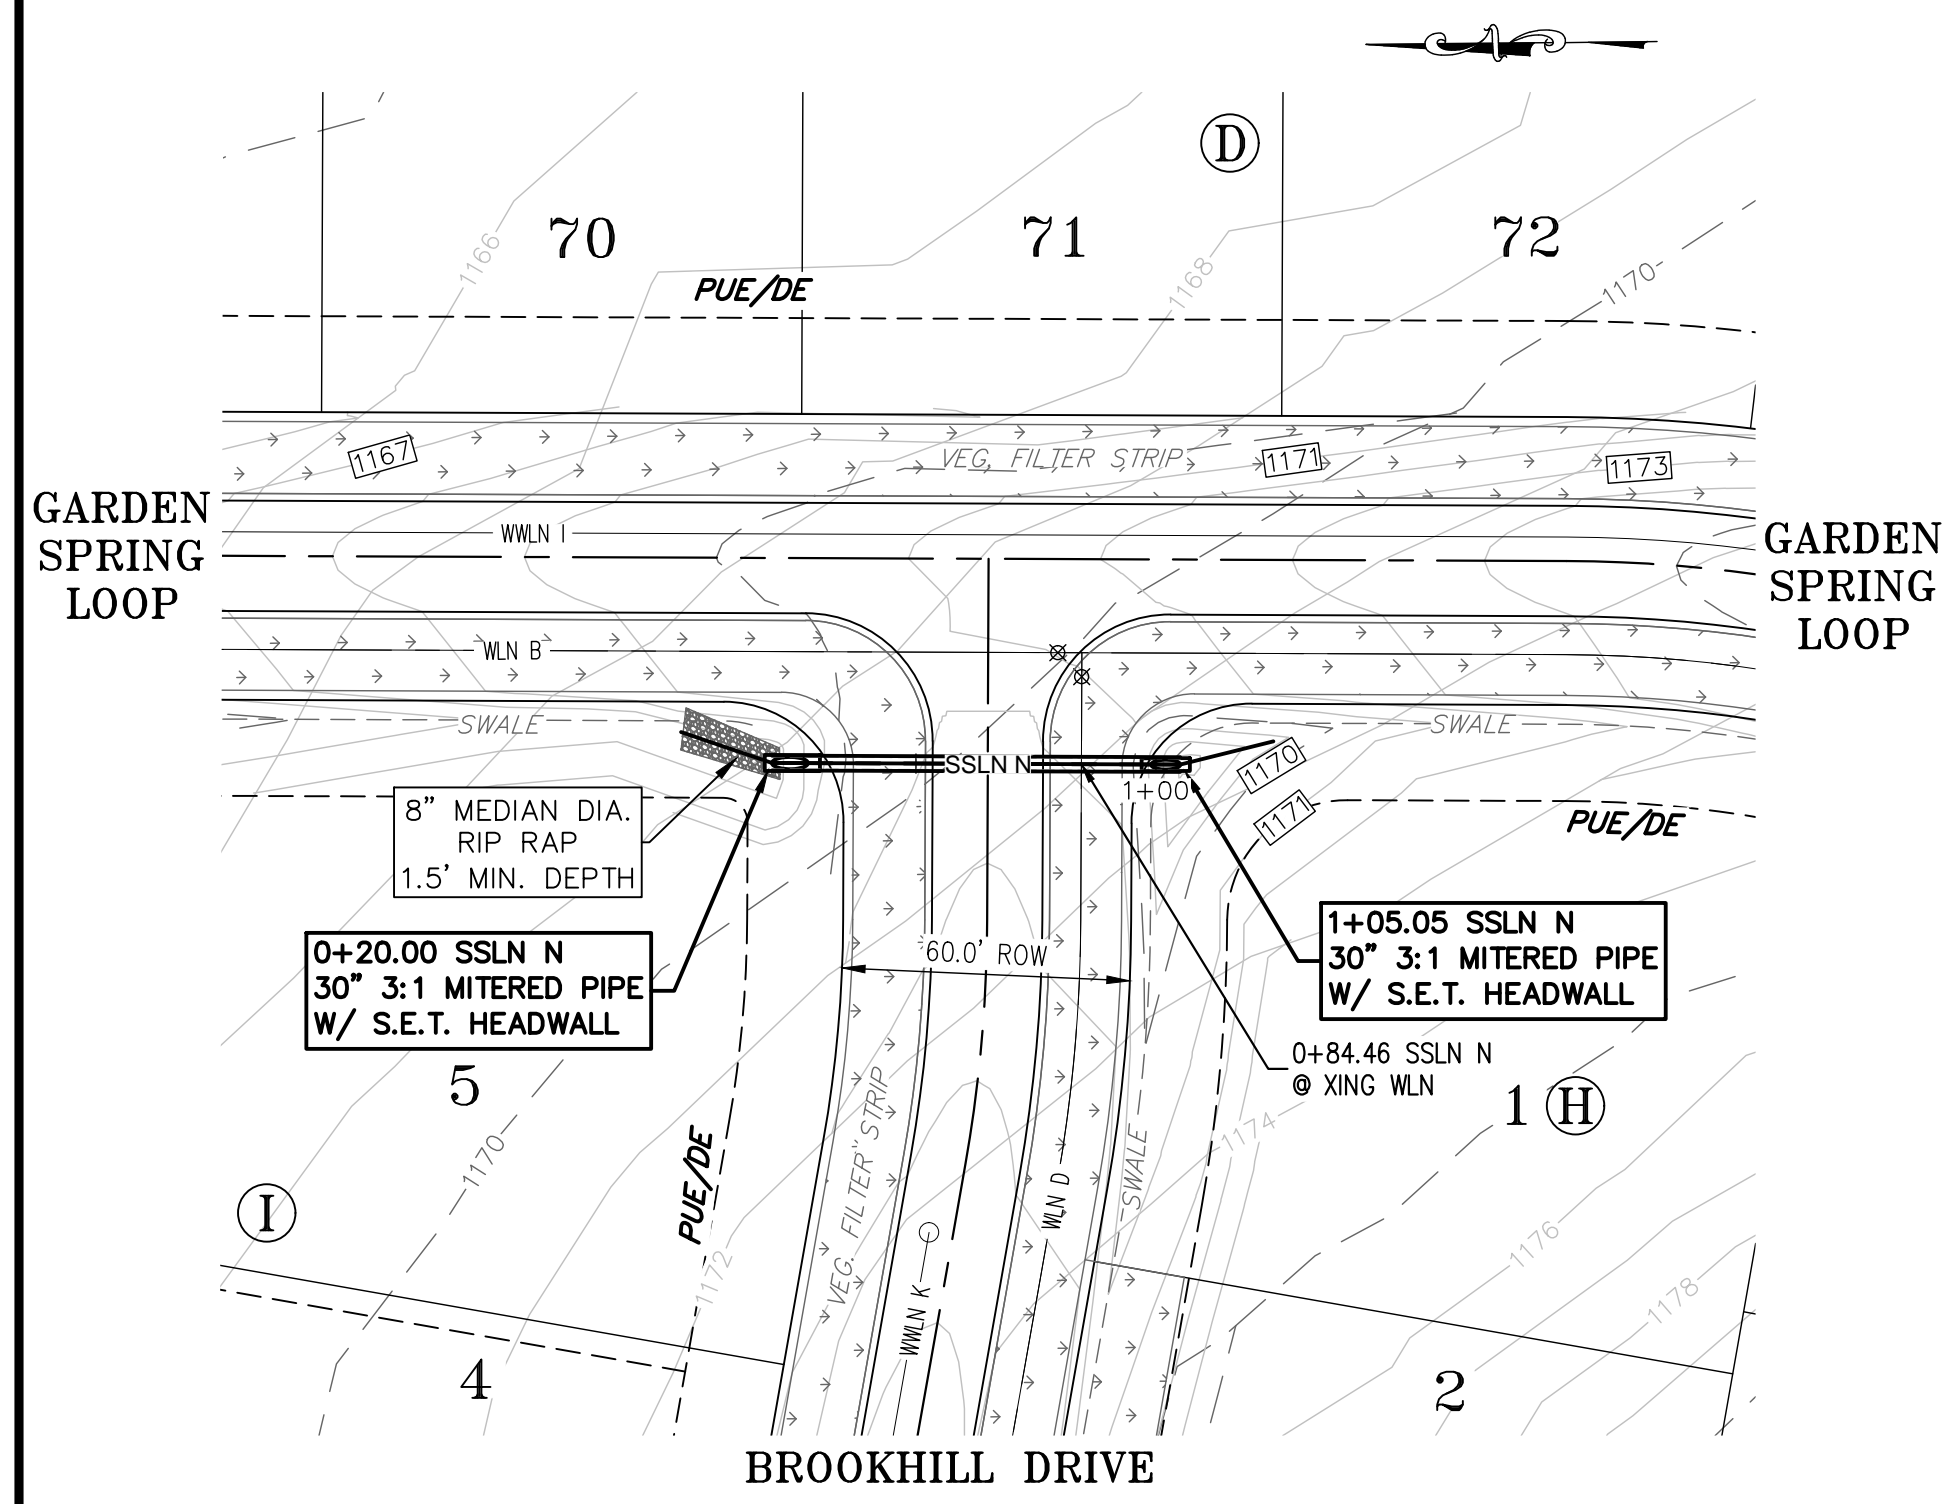 N
D
70
71
72
1166
1168
1170
PUE/DE
1167
VEG. FILTER STRIP
1171
1173
GARDEN
SPRING
LOOP
WWLN I
GARDEN
SPRING
LOOP
WLN B
SWALE
SWALE
SSLN N
1+00
1170
1171
PUE/DE
8" MEDIAN DIA.
RIP RAP
1.5' MIN. DEPTH
0+20.00 SSLN N
30" 3:1 MITERED PIPE
W/ S.E.T. HEADWALL
60.0' ROW
1+05.05 SSLN N
30" 3:1 MITERED PIPE
W/ S.E.T. HEADWALL
0+84.46 SSLN N
@ XING WLN
5
1
H
1170
PUE/DE
VEG. FILTER STRIP
SWALE
1174
WLN D
I
1172
1176
1178
WWLN K
4
2
BROOKHILL DRIVE